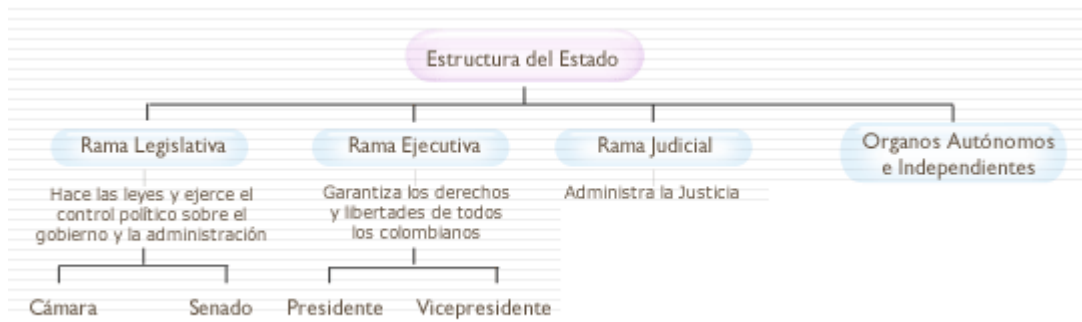 Estructura del Estado
Rama Legislativa
Rama Ejecutiva
Rama Judicial
Organos Autónomos
e Independientes
Hace las leyes y ejerce el
control político sobre el
gobierno y la administración
Garantiza los derechos
y libertades de todos
los colombianos
Administra la Justicia
Cámara
Senado
Presidente
Vicepresidente